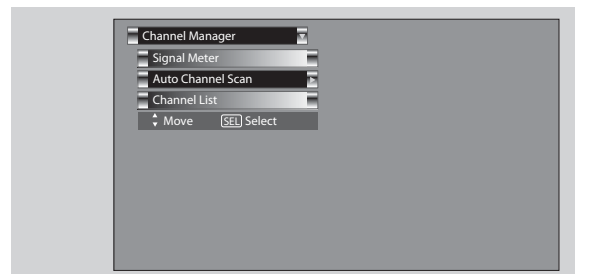 Channel Manager
Signal Meter
Auto Channel Scan
Channel List
Move SEL Select